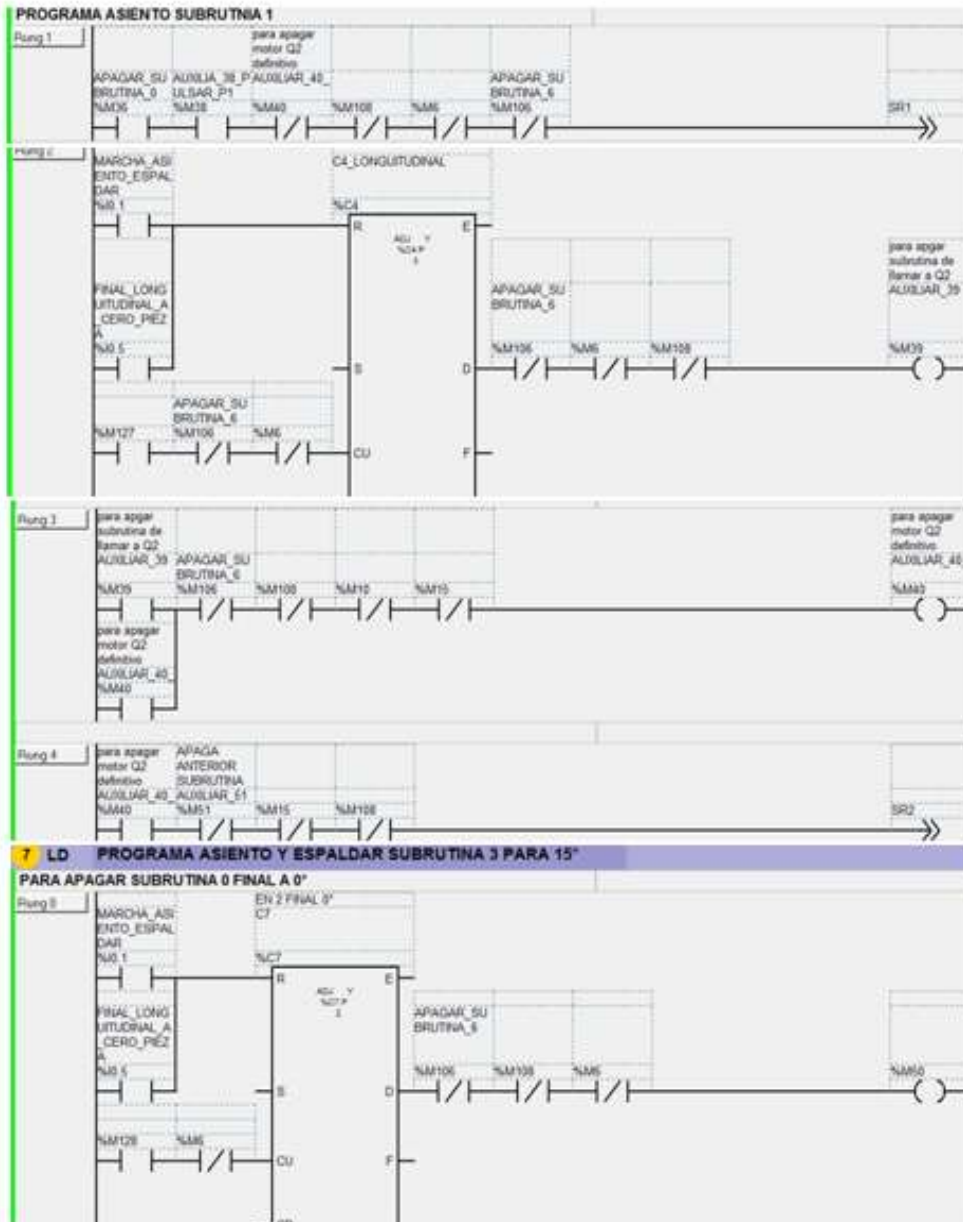 PROGRAMA ASIENTO SUBRUTNIA 1
Rung 1
para apagar
motor Q2
definitivo
APAGAR_SU
BRUTINA_0
AUXILIA_38_P
ULSAR_P1
AUXILIAR_40_
APAGAR_SU
BRUTINA_6
%M36 %M38 %M40 %M108 %M6 %M106 SR1
Rung 2
MARCHA_ASI
ENTO_ESPAL
DAR
%I0.1
C4_LONGUITUDINAL
%C4
R E
ADJ Y
%C4.P
FINAL_LONG
UITUDINAL_A
_CERO_PIEZ
A
%I0.5
S D
APAGAR_SU
BRUTINA_6
%M106 %M6 %M108
para apgar
subrutina de
llamar a Q2
AUXILIAR_39
%M39
APAGAR_SU
BRUTINA_6
%M127 %M106 %M6
CU F
Rung 3
para apgar
subrutina de
llamar a Q2
AUXILIAR_39
APAGAR_SU
BRUTINA_6
%M39 %M106 %M108 %M10 %M15
para apagar
motor Q2
definitivo
AUXILIAR_40
%M40
para apagar
motor Q2
definitivo
AUXILIAR_40_
%M40
Rung 4
para apagar
motor Q2
definitivo
AUXILIAR_40_
APAGA
ANTERIOR
SUBRUTINA
AUXILIAR_51
%M40 %M51 %M15 %M108 SR2
7 LD PROGRAMA ASIENTO Y ESPALDAR SUBRUTINA 3 PARA 15°
PARA APAGAR SUBRUTINA 0 FINAL A 0°
Rung 0
MARCHA_ASI
ENTO_ESPAL
DAR
%I0.1
EN 2 FINAL 0°
C7
%C7
R E
ADJ Y
%C7.P
FINAL_LONG
UITUDINAL_A
_CERO_PIEZ
A
%I0.5
S D
APAGAR_SU
BRUTINA_6
%M106 %M108 %M6 %M50
%M128 %M6
CU F